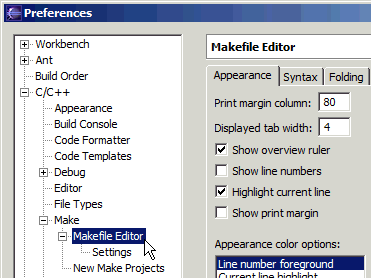 Preferences
Workbench
Ant
Build Order
C/C++
Appearance
Build Console
Code Formatter
Code Templates
Debug
Editor
File Types
Make
Makefile Editor
Settings
New Make Projects
Makefile Editor
Appearance Syntax Folding
Print margin column: 80
Displayed tab width: 4
Show overview ruler
Show line numbers
Highlight current line
Show print margin
Appearance color options:
Line number foreground
Current line highlight